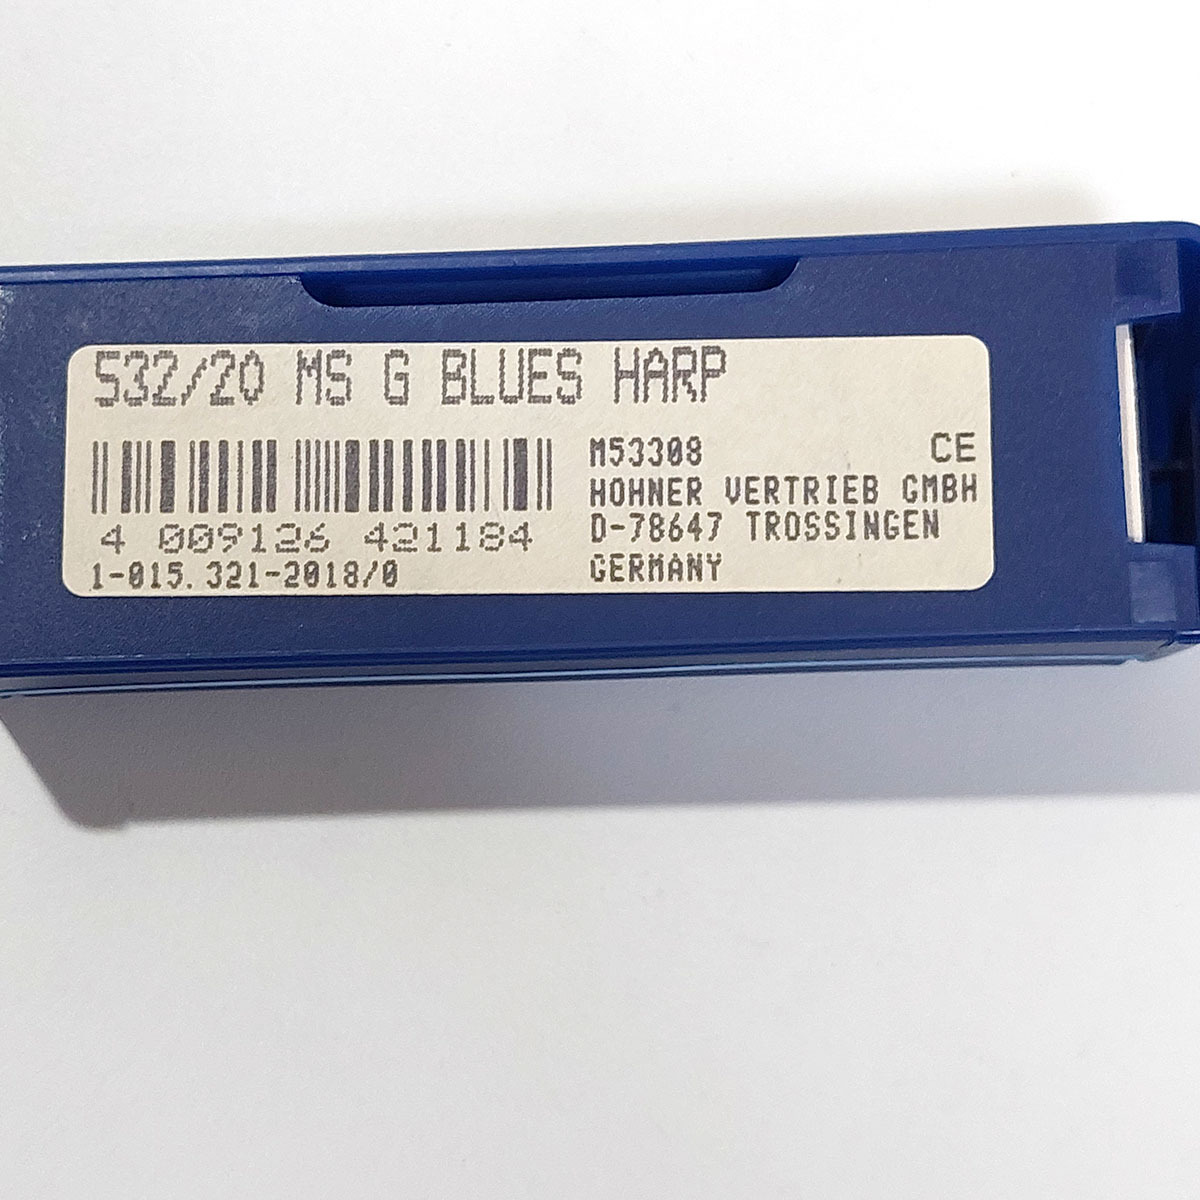 532/20 MS G BLUES HARP
M53308 CE
HOHNER VERTRIEB GMBH
D-78647 TROSSINGEN
GERMANY
4 009126 421184
1-015.321-2018/0